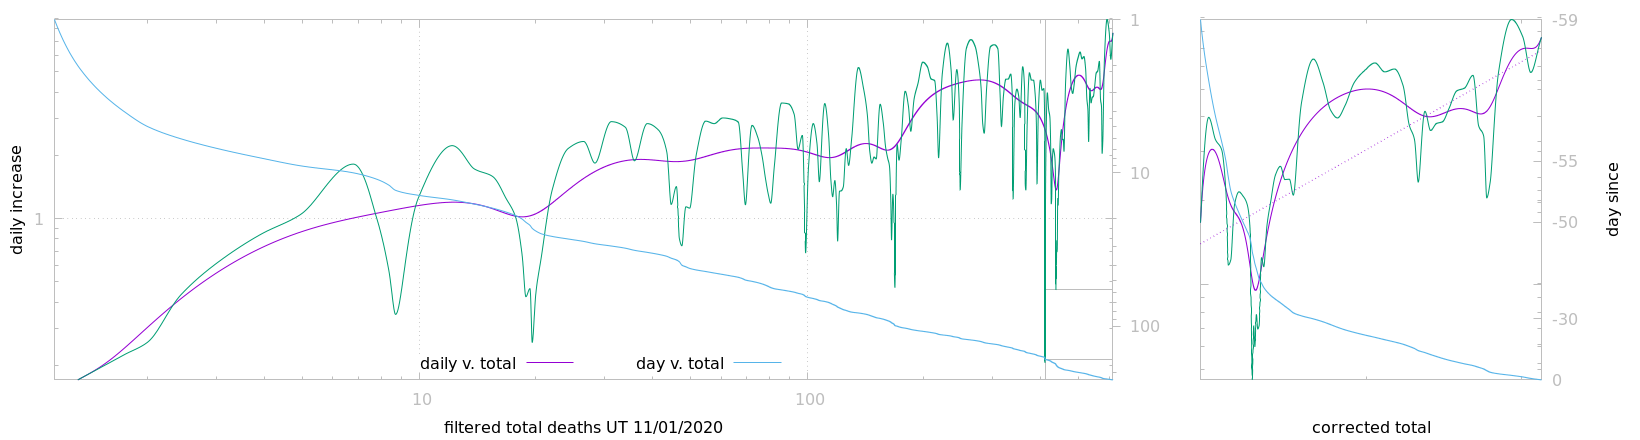 daily increase
1
1
10
100
daily v. total
day v. total
10
100
filtered total deaths UT 11/01/2020
-59
-55
-50
-30
0
day since
corrected total